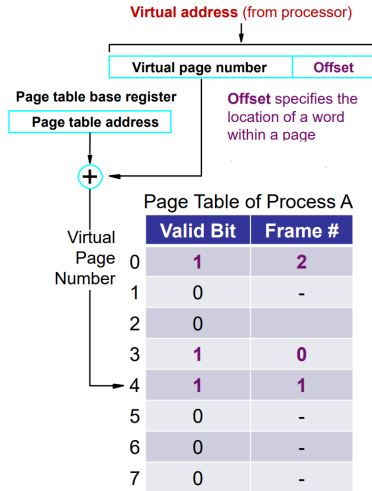 Virtual address (from processor)
Virtual page number Offset
Page table base register
Page table address
Offset specifies the
location of a word
within a page
+
Page Table of Process A
Virtual
Page
Number
Valid Bit Frame #
0 1 2
1 0 -
2 0
3 1 0
4 1 1
5 0 -
6 0 -
7 0 -